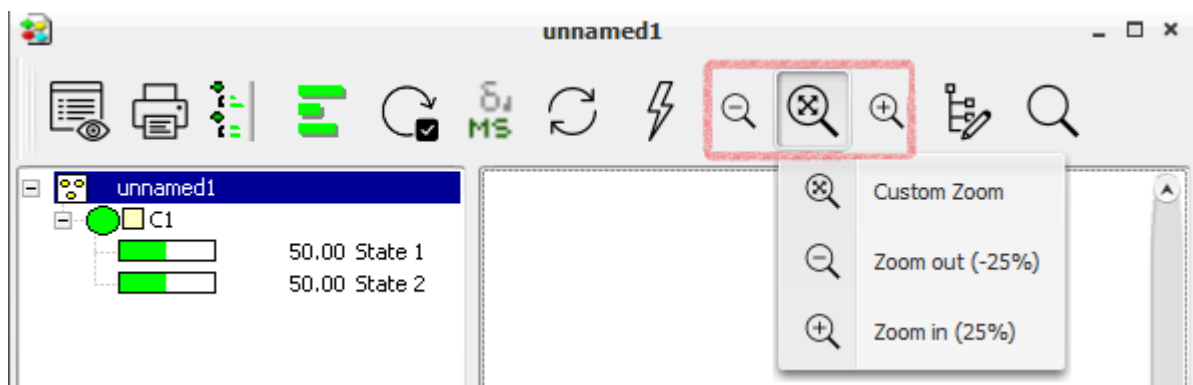 unnamed1
δ
MS
unnamed1
C1
50.00 State 1
50.00 State 2
Custom Zoom
Zoom out (-25%)
Zoom in (25%)